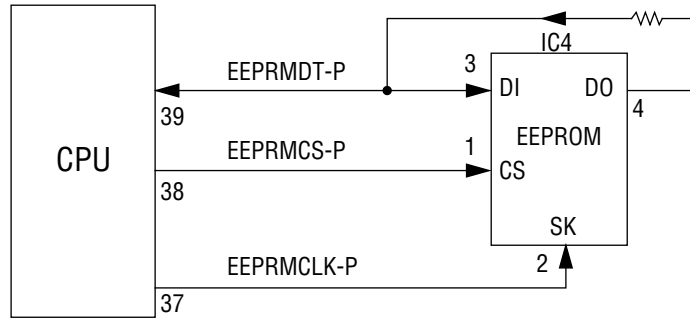 IC4
EEPRMDT-P
3
DI
DO
39
4
CPU
EEPROM
EEPRMCS-P
1
CS
38
SK
EEPRMCLK-P
2
37